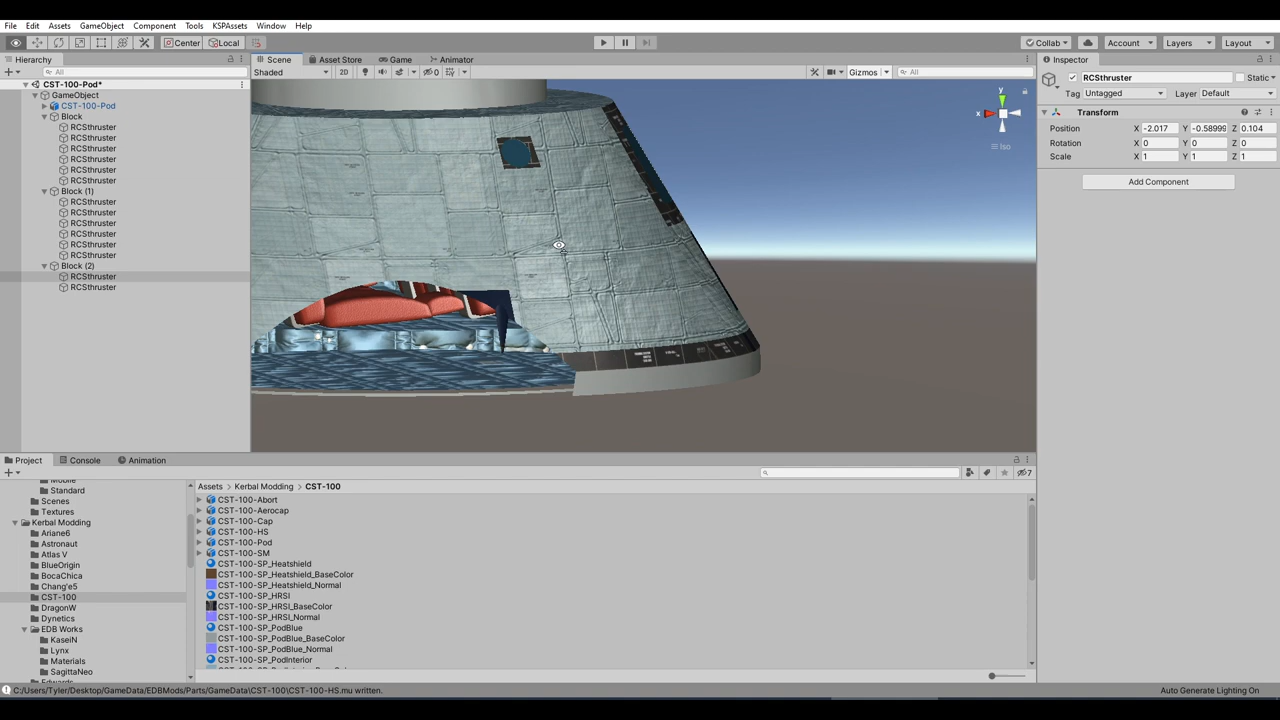 File Edit Assets GameObject Component Tools KSPAssets Window Help
Center Local Collab Account Layers Layout
Hierarchy Scene Asset Store Game Animator Inspector
All Shaded 2D 0 Gizmos All RCSthruster Static
CST-100-Pod* Tag Untagged Layer Default
GameObject
CST-100-Pod Transform
Block
RCSthruster Position X -2.017 Y -0.58999 Z 0.104
RCSthruster Rotation X 0 Y 0 Z 0
RCSthruster Scale X 1 Y 1 Z 1
RCSthruster
RCSthruster
RCSthruster
Add Component
Block (1)
RCSthruster
RCSthruster
RCSthruster
RCSthruster
RCSthruster
RCSthruster
Block (2)
RCSthruster
RCSthruster
y
x
Iso
Project Console Animation
7
Assets Kerbal Modding CST-100
Mobile
Standard
Scenes
Textures
Kerbal Modding
Ariane6
Astronaut
Atlas V
BlueOrigin
BocaChica
Chang'e5
CST-100
DragonW
Dynetics
EDB Works
KaseiN
Lynx
Materials
SagittaNeo
Edwards
CST-100-Abort
CST-100-Aerocap
CST-100-Cap
CST-100-HS
CST-100-Pod
CST-100-SM
CST-100-SP_Heatshield
CST-100-SP_Heatshield_BaseColor
CST-100-SP_Heatshield_Normal
CST-100-SP_HRSI
CST-100-SP_HRSI_BaseColor
CST-100-SP_HRSI_Normal
CST-100-SP_PodBlue
CST-100-SP_PodBlue_BaseColor
CST-100-SP_PodBlue_Normal
CST-100-SP_PodInterior
C:/Users/Tyler/Desktop/GameData/EDBMods/Parts/GameData\CST-100\CST-100-HS.mu written.
Auto Generate Lighting On